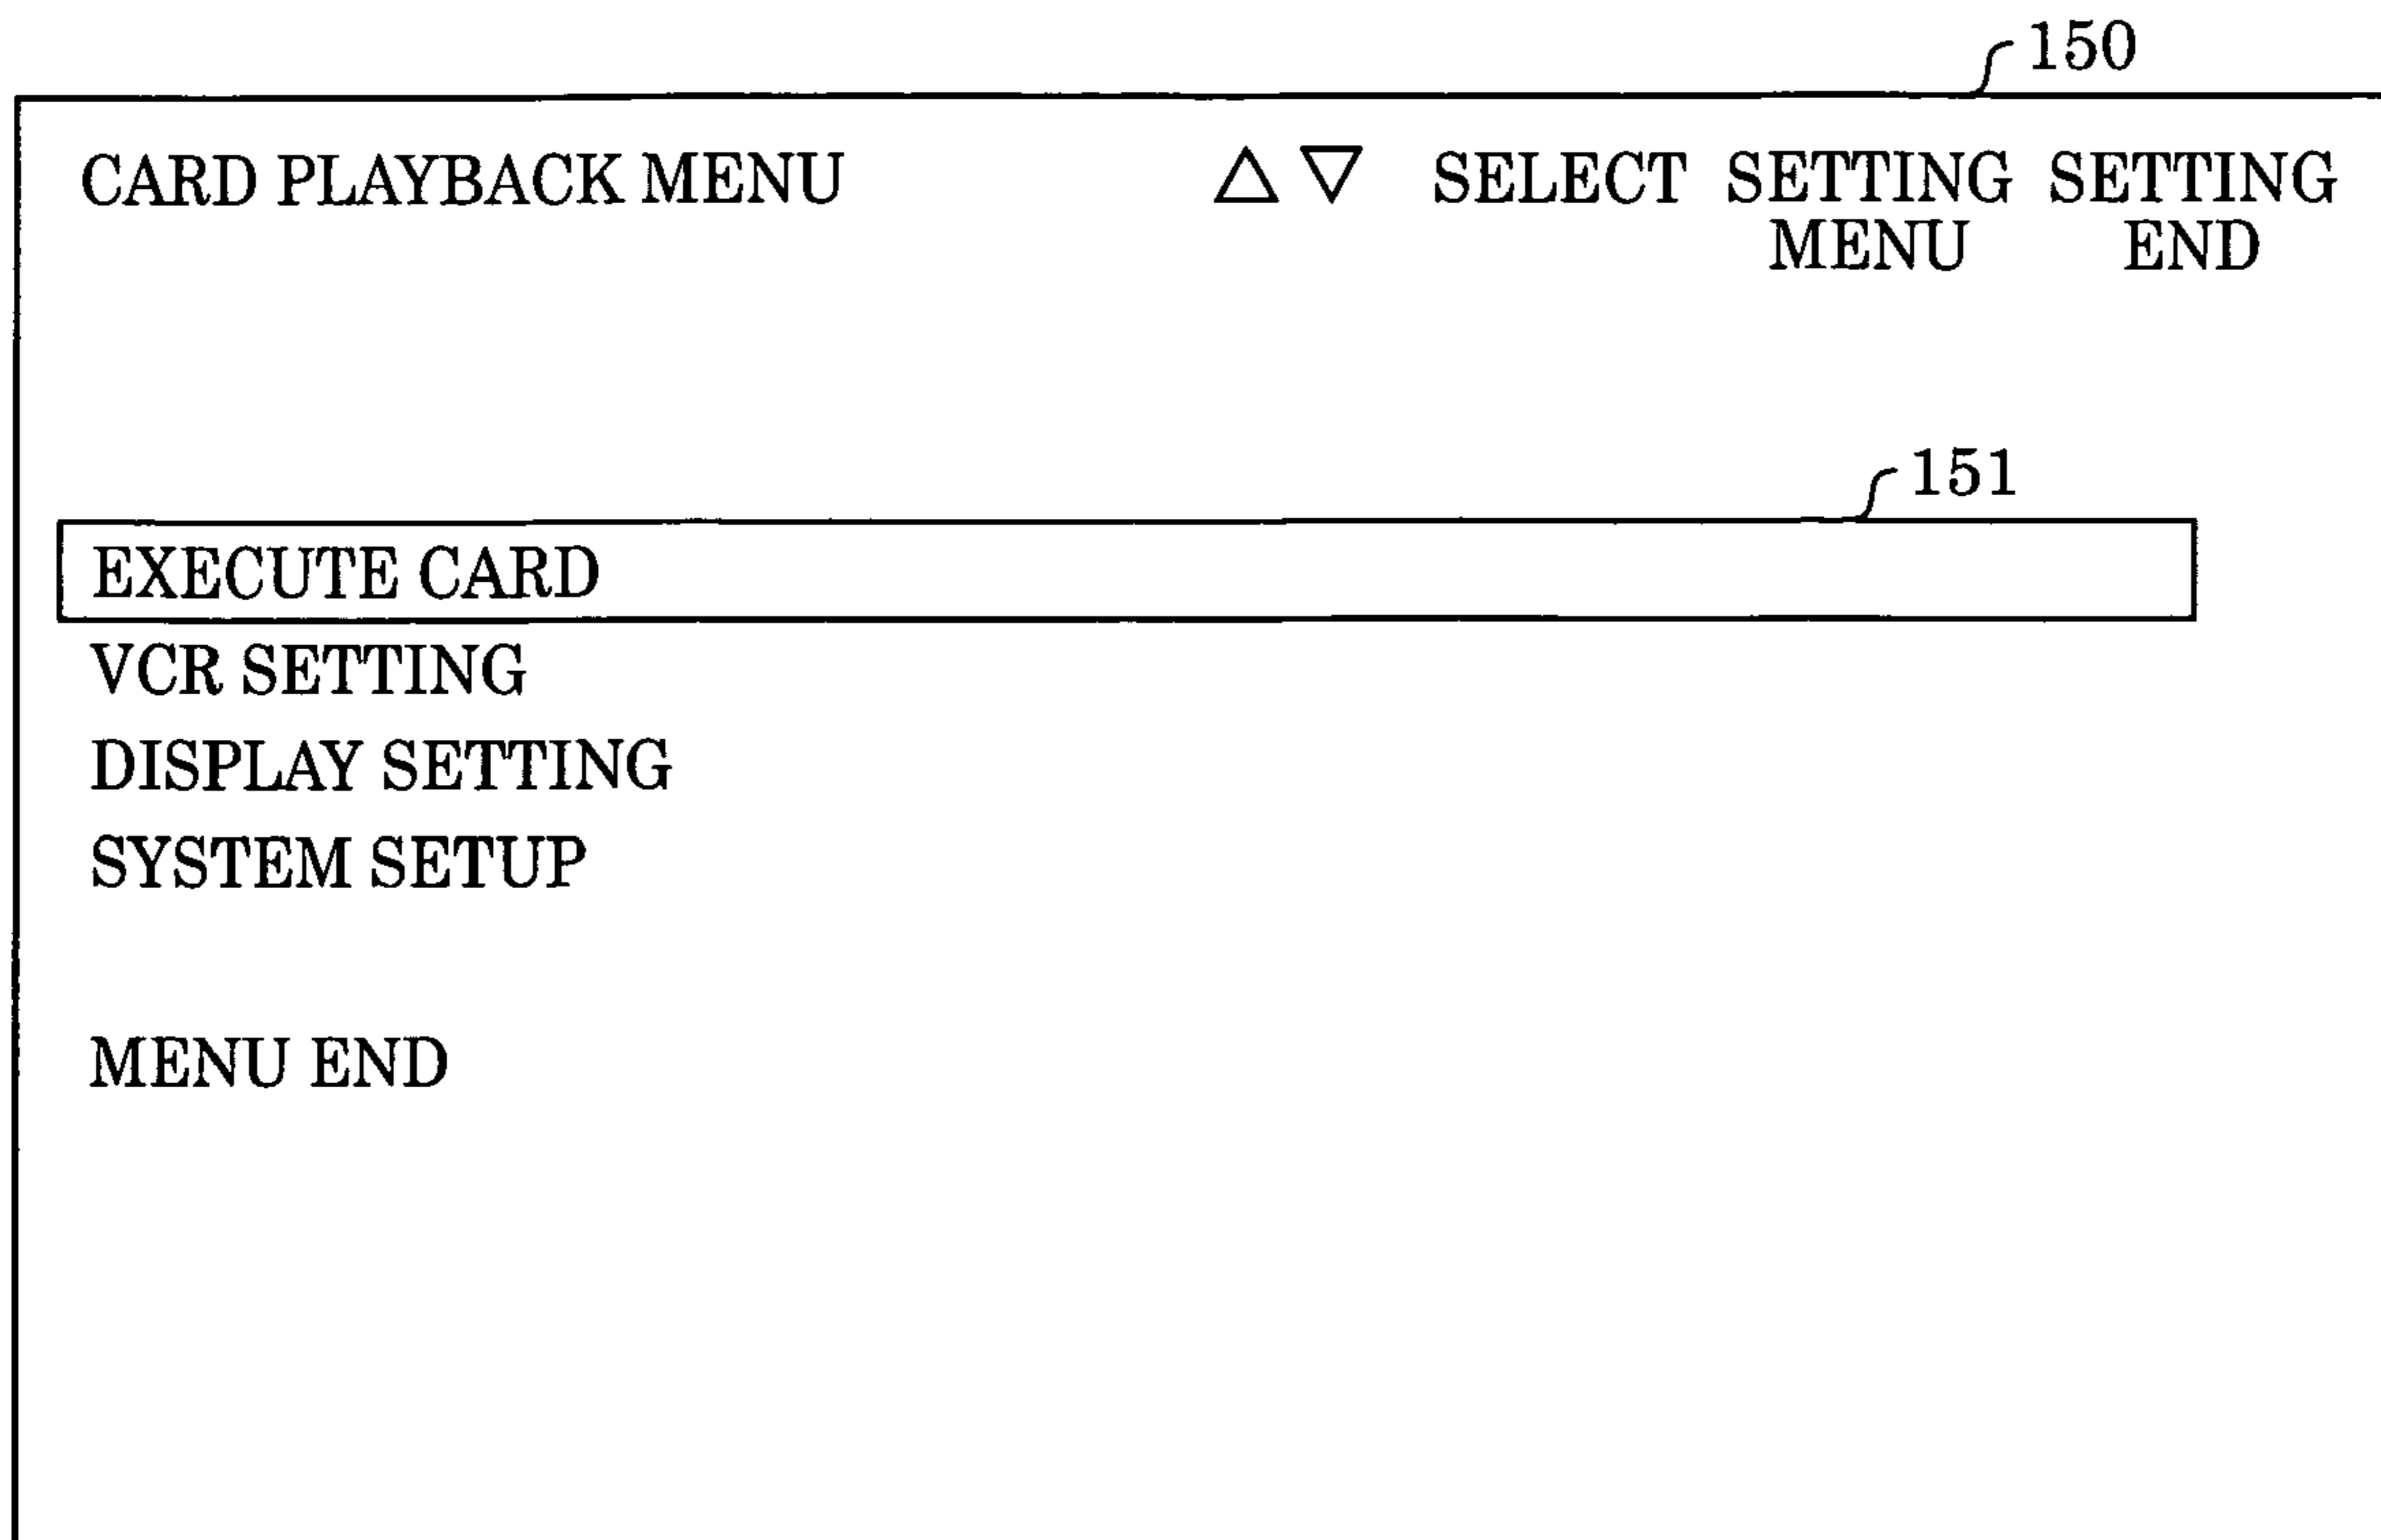 150
CARD PLAYBACK MENU △ ▽ SELECT SETTING SETTING
MENU END
151
EXECUTE CARD
VCR SETTING
DISPLAY SETTING
SYSTEM SETUP
MENU END